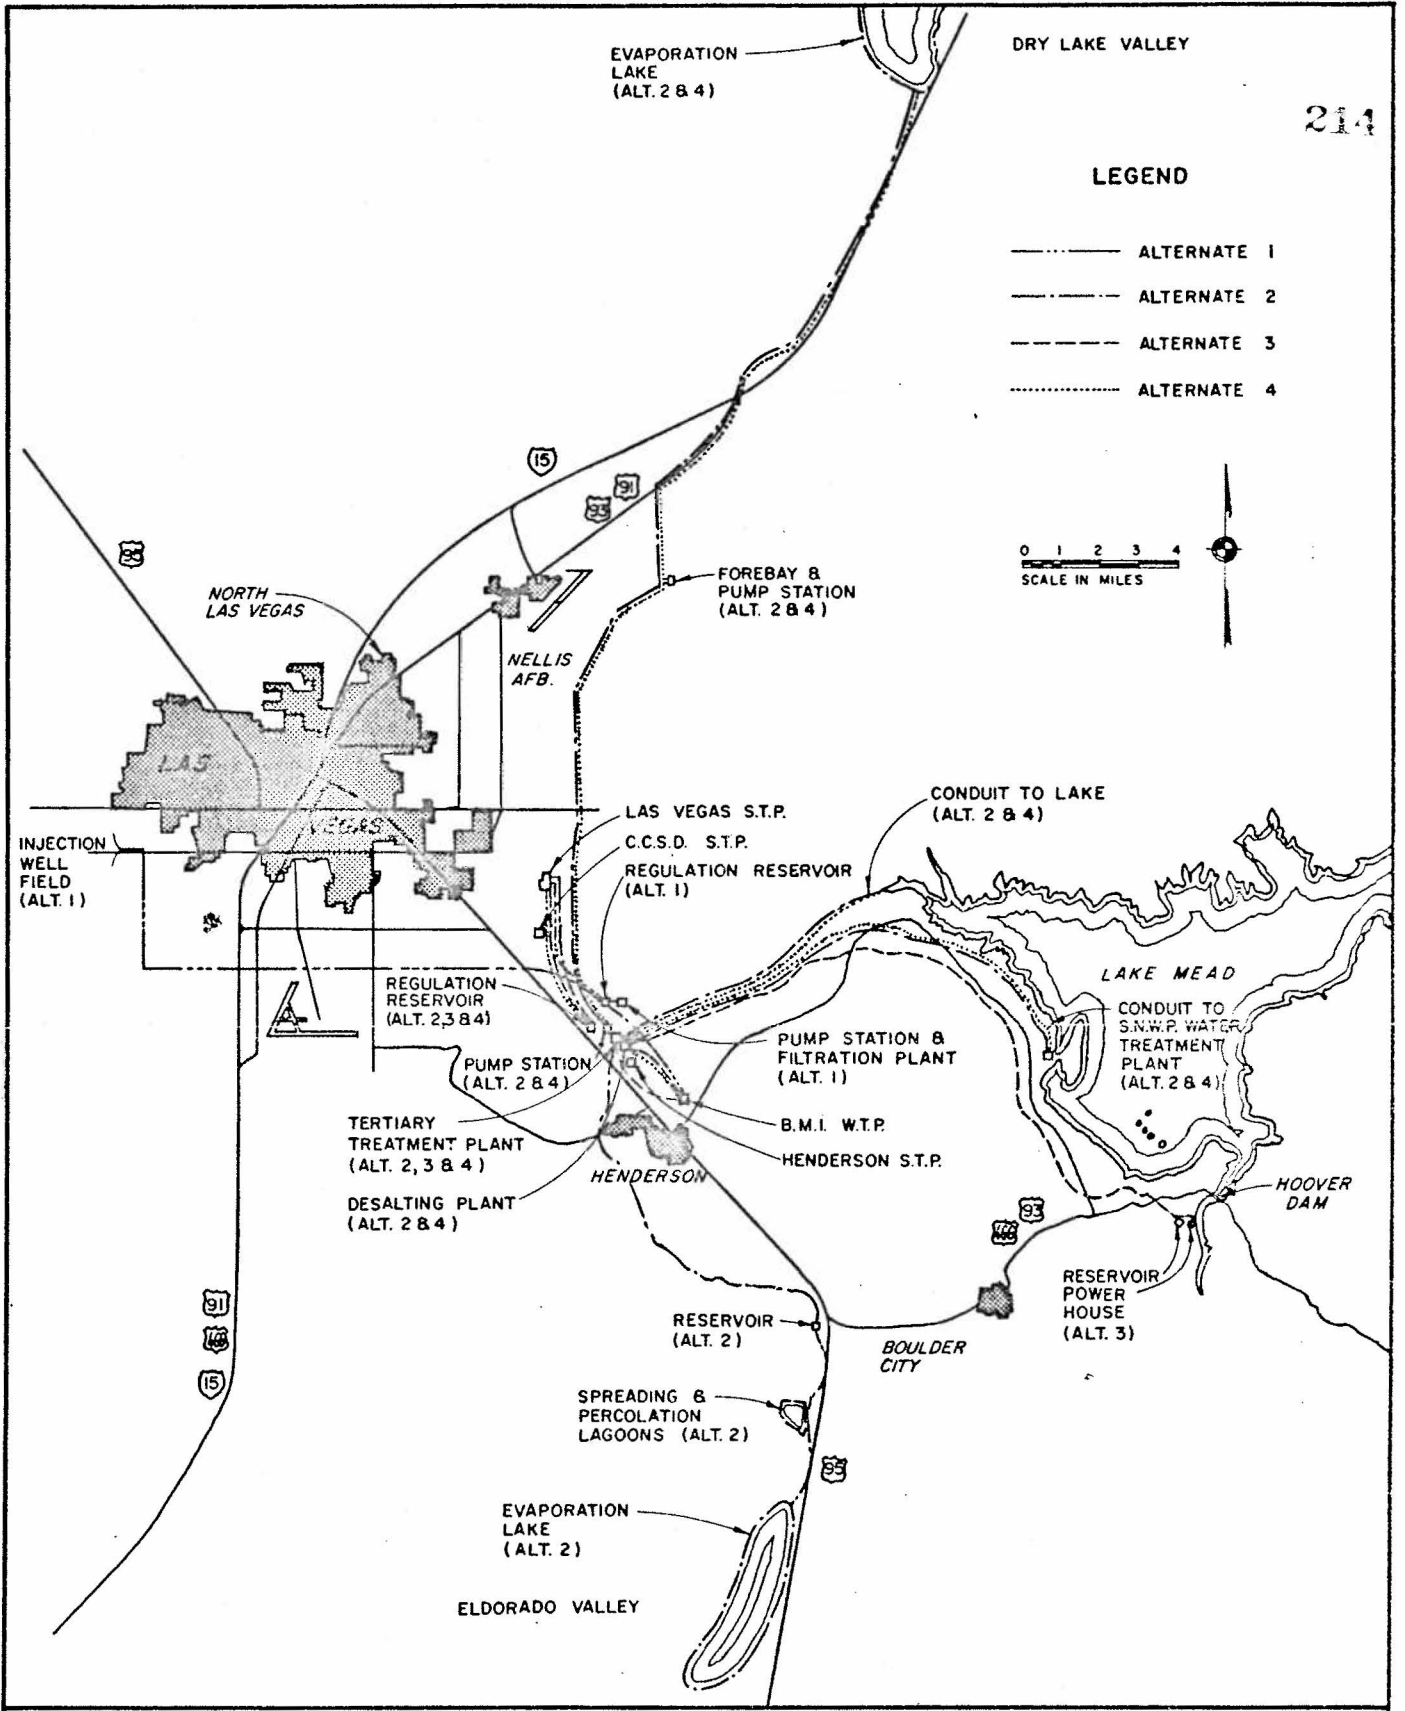 EVAPORATION
LAKE
(ALT. 2 & 4)
DRY LAKE VALLEY
214
LEGEND
ALTERNATE 1
ALTERNATE 2
ALTERNATE 3
ALTERNATE 4
15
91
93
95
0 1 2 3 4
SCALE IN MILES
FOREBAY &
PUMP STATION
(ALT. 2 & 4)
NORTH
LAS VEGAS
NELLIS
AFB.
LAS
VEGAS
CONDUIT TO LAKE
(ALT. 2 & 4)
LAS VEGAS S.T.P.
C.C.S.D. S.T.P.
REGULATION RESERVOIR
(ALT. 1)
INJECTION
WELL
FIELD
(ALT. 1)
LAKE MEAD
REGULATION
RESERVOIR
(ALT. 2,3 & 4)
CONDUIT TO
S.N.W.P. WATER
TREATMENT
PLANT
(ALT. 2 & 4)
PUMP STATION &
FILTRATION PLANT
(ALT. 1)
PUMP STATION
(ALT. 2 & 4)
B.M.I. W.T.P.
TERTIARY
TREATMENT PLANT
(ALT. 2, 3 & 4)
HENDERSON S.T.P.
HENDERSON
DESALTING PLANT
(ALT. 2 & 4)
HOOVER
DAM
93
466
RESERVOIR
POWER
HOUSE
(ALT. 3)
91
466
15
RESERVOIR
(ALT. 2)
BOULDER
CITY
SPREADING &
PERCOLATION
LAGOONS (ALT. 2)
95
EVAPORATION
LAKE
(ALT. 2)
ELDORADO VALLEY